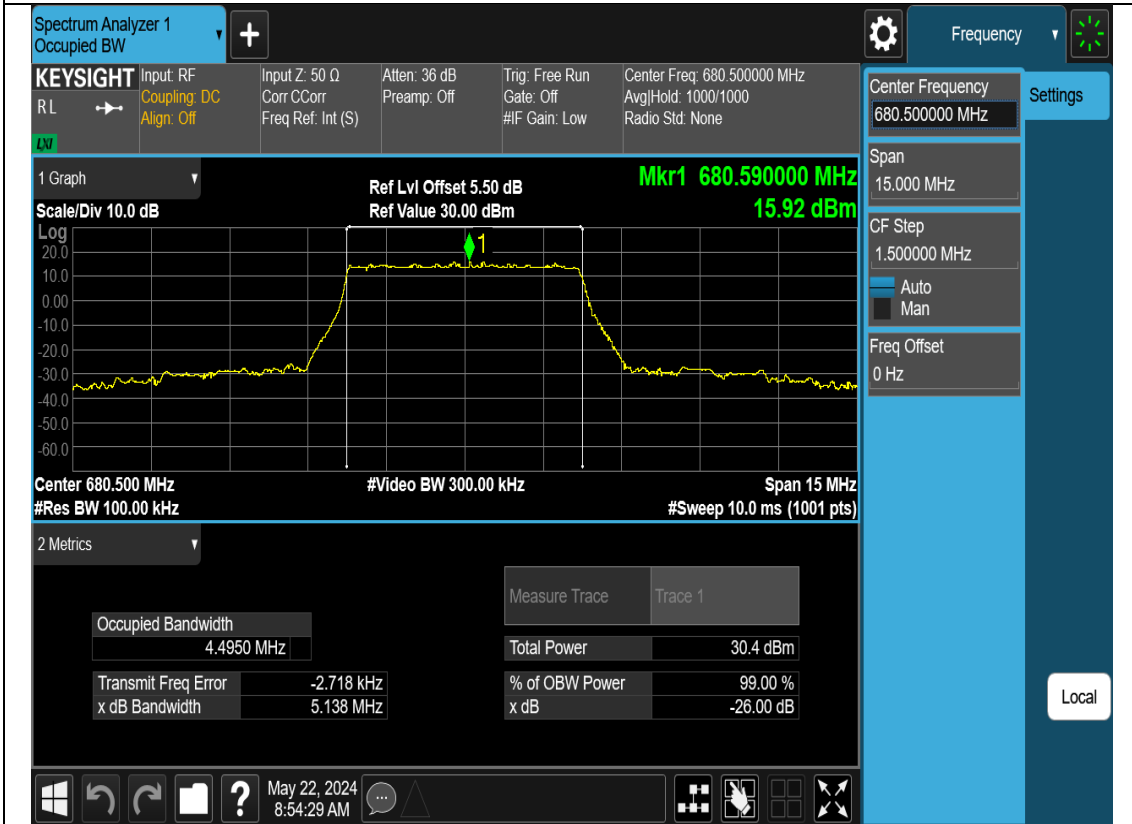 Spectrum Analyzer 1
Occupied BW
Frequency
KEYSIGHT
RL
LXI
Input: RF
Coupling: DC
Align: Off
Input Z: 50 Ω
Corr CCorr
Freq Ref: Int (S)
Atten: 36 dB
Preamp: Off
Trig: Free Run
Gate: Off
#IF Gain: Low
Center Freq: 680.500000 MHz
Avg|Hold: 1000/1000
Radio Std: None
Center Frequency
680.500000 MHz
Settings
Span
15.000 MHz
CF Step
1.500000 MHz
Auto
Man
Freq Offset
0 Hz
Local
1 Graph
Scale/Div 10.0 dB
Ref Lvl Offset 5.50 dB
Ref Value 30.00 dBm
Mkr1 680.590000 MHz
15.92 dBm
Log
1
20.0
10.0
0.00
-10.0
-20.0
-30.0
-40.0
-50.0
-60.0
Center 680.500 MHz
#Video BW 300.00 kHz
Span 15 MHz
#Res BW 100.00 kHz
#Sweep 10.0 ms (1001 pts)
2 Metrics
Measure Trace Trace 1
Occupied Bandwidth
4.4950 MHz
Total Power 30.4 dBm
Transmit Freq Error -2.718 kHz
% of OBW Power 99.00 %
x dB Bandwidth 5.138 MHz
x dB -26.00 dB
May 22, 2024
8:54:29 AM